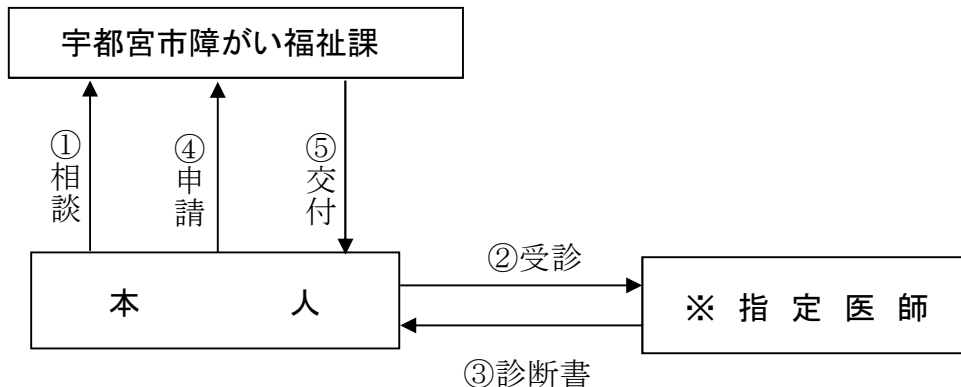 宇都宮市障がい福祉課
①相談
④申請
⑤交付
②受診
本 人
※ 指 定 医 師
③診断書